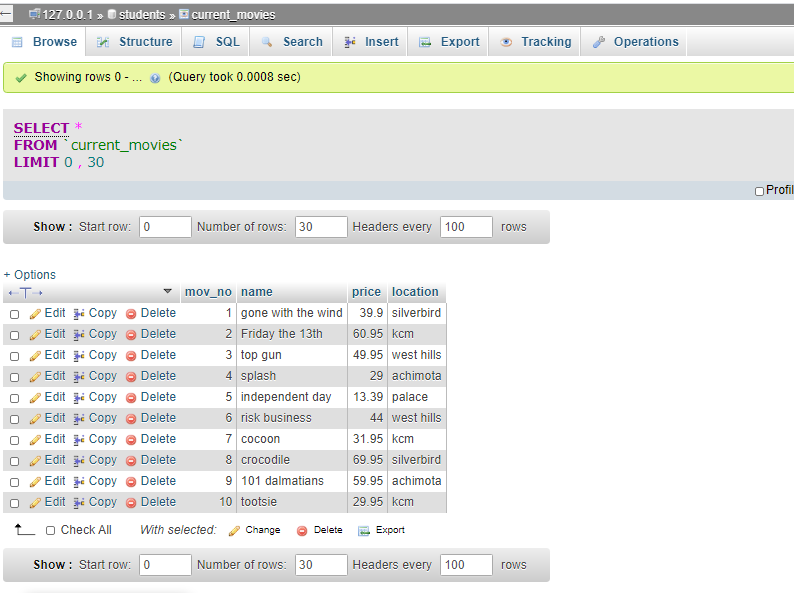 127.0.0.1 » students » current_movies
Browse Structure SQL Search Insert Export Tracking Operations
Showing rows 0 - ... (Query took 0.0008 sec)
SELECT *
FROM `current_movies`
LIMIT 0 , 30
Profil
Show : Start row: 0 Number of rows: 30 Headers every 100 rows
+ Options
←T→ mov_no name price location
Edit Copy Delete 1 gone with the wind 39.9 silverbird
Edit Copy Delete 2 Friday the 13th 60.95 kcm
Edit Copy Delete 3 top gun 49.95 west hills
Edit Copy Delete 4 splash 29 achimota
Edit Copy Delete 5 independent day 13.39 palace
Edit Copy Delete 6 risk business 44 west hills
Edit Copy Delete 7 cocoon 31.95 kcm
Edit Copy Delete 8 crocodile 69.95 silverbird
Edit Copy Delete 9 101 dalmatians 59.95 achimota
Edit Copy Delete 10 tootsie 29.95 kcm
Check All With selected: Change Delete Export
Show : Start row: 0 Number of rows: 30 Headers every 100 rows